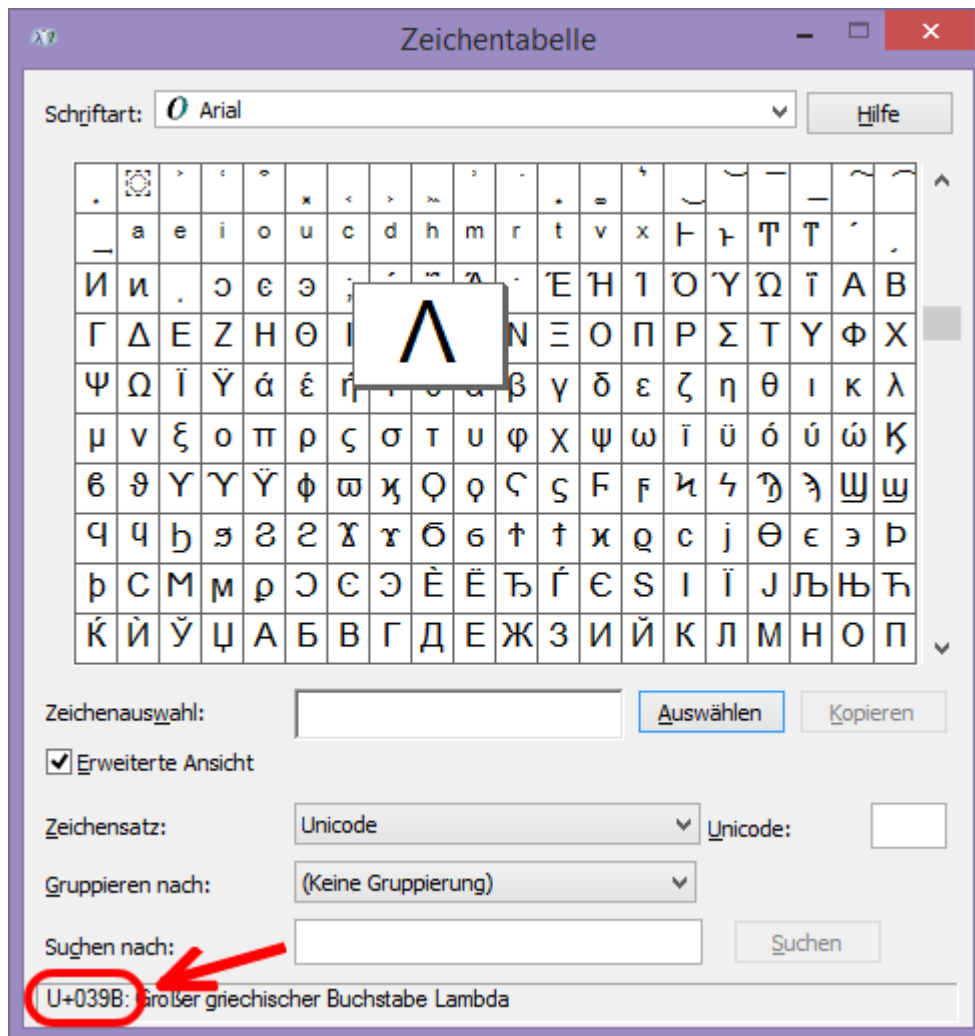 Zeichentabelle
Schriftart: Arial Hilfe
a e i o u c d h m r t v x Ⱶ ⱶ Ͳ ͳ ʹ ͵
Ͷ ͷ ͺ ͻ ͼ ͽ ; Έ Ή Ί Ό Ύ Ώ ΐ Α Β
Γ Δ Ε Ζ Η Θ Ν Ξ Ο Π Ρ Σ Τ Υ Φ Χ
Λ
Ψ Ω Ϊ Ϋ ά έ ή β γ δ ε ζ η θ ι κ λ
μ ν ξ ο π ρ ς σ τ υ φ χ ψ ω ϊ ϋ ό ύ ώ Ϗ
ϐ ϑ ϒ ϓ ϔ ϕ ϖ ϗ Ϙ ϙ Ϛ ϛ Ϝ ϝ Ϟ ϟ Ϡ ϡ Ϣ ϣ
Ϥ ϥ Ϧ ϧ Ϩ ϩ Ϫ ϫ Ϭ ϭ Ϯ ϯ ϰ ϱ ϲ ϳ ϴ ϵ ϶ Ϸ
ϸ Ϲ Ϻ ϻ ϼ Ͻ Ͼ Ͽ Ѐ Ё Ђ Ѓ Є Ѕ І Ї Ј Љ Њ Ћ
Ќ Ѝ Ў Џ А Б В Г Д Е Ж З И Й К Л М Н О П
Zeichenauswahl: Auswählen Kopieren
Erweiterte Ansicht
Zeichensatz: Unicode Unicode:
Gruppieren nach: (Keine Gruppierung)
Suchen nach: Suchen
U+039B: Großer griechischer Buchstabe Lambda